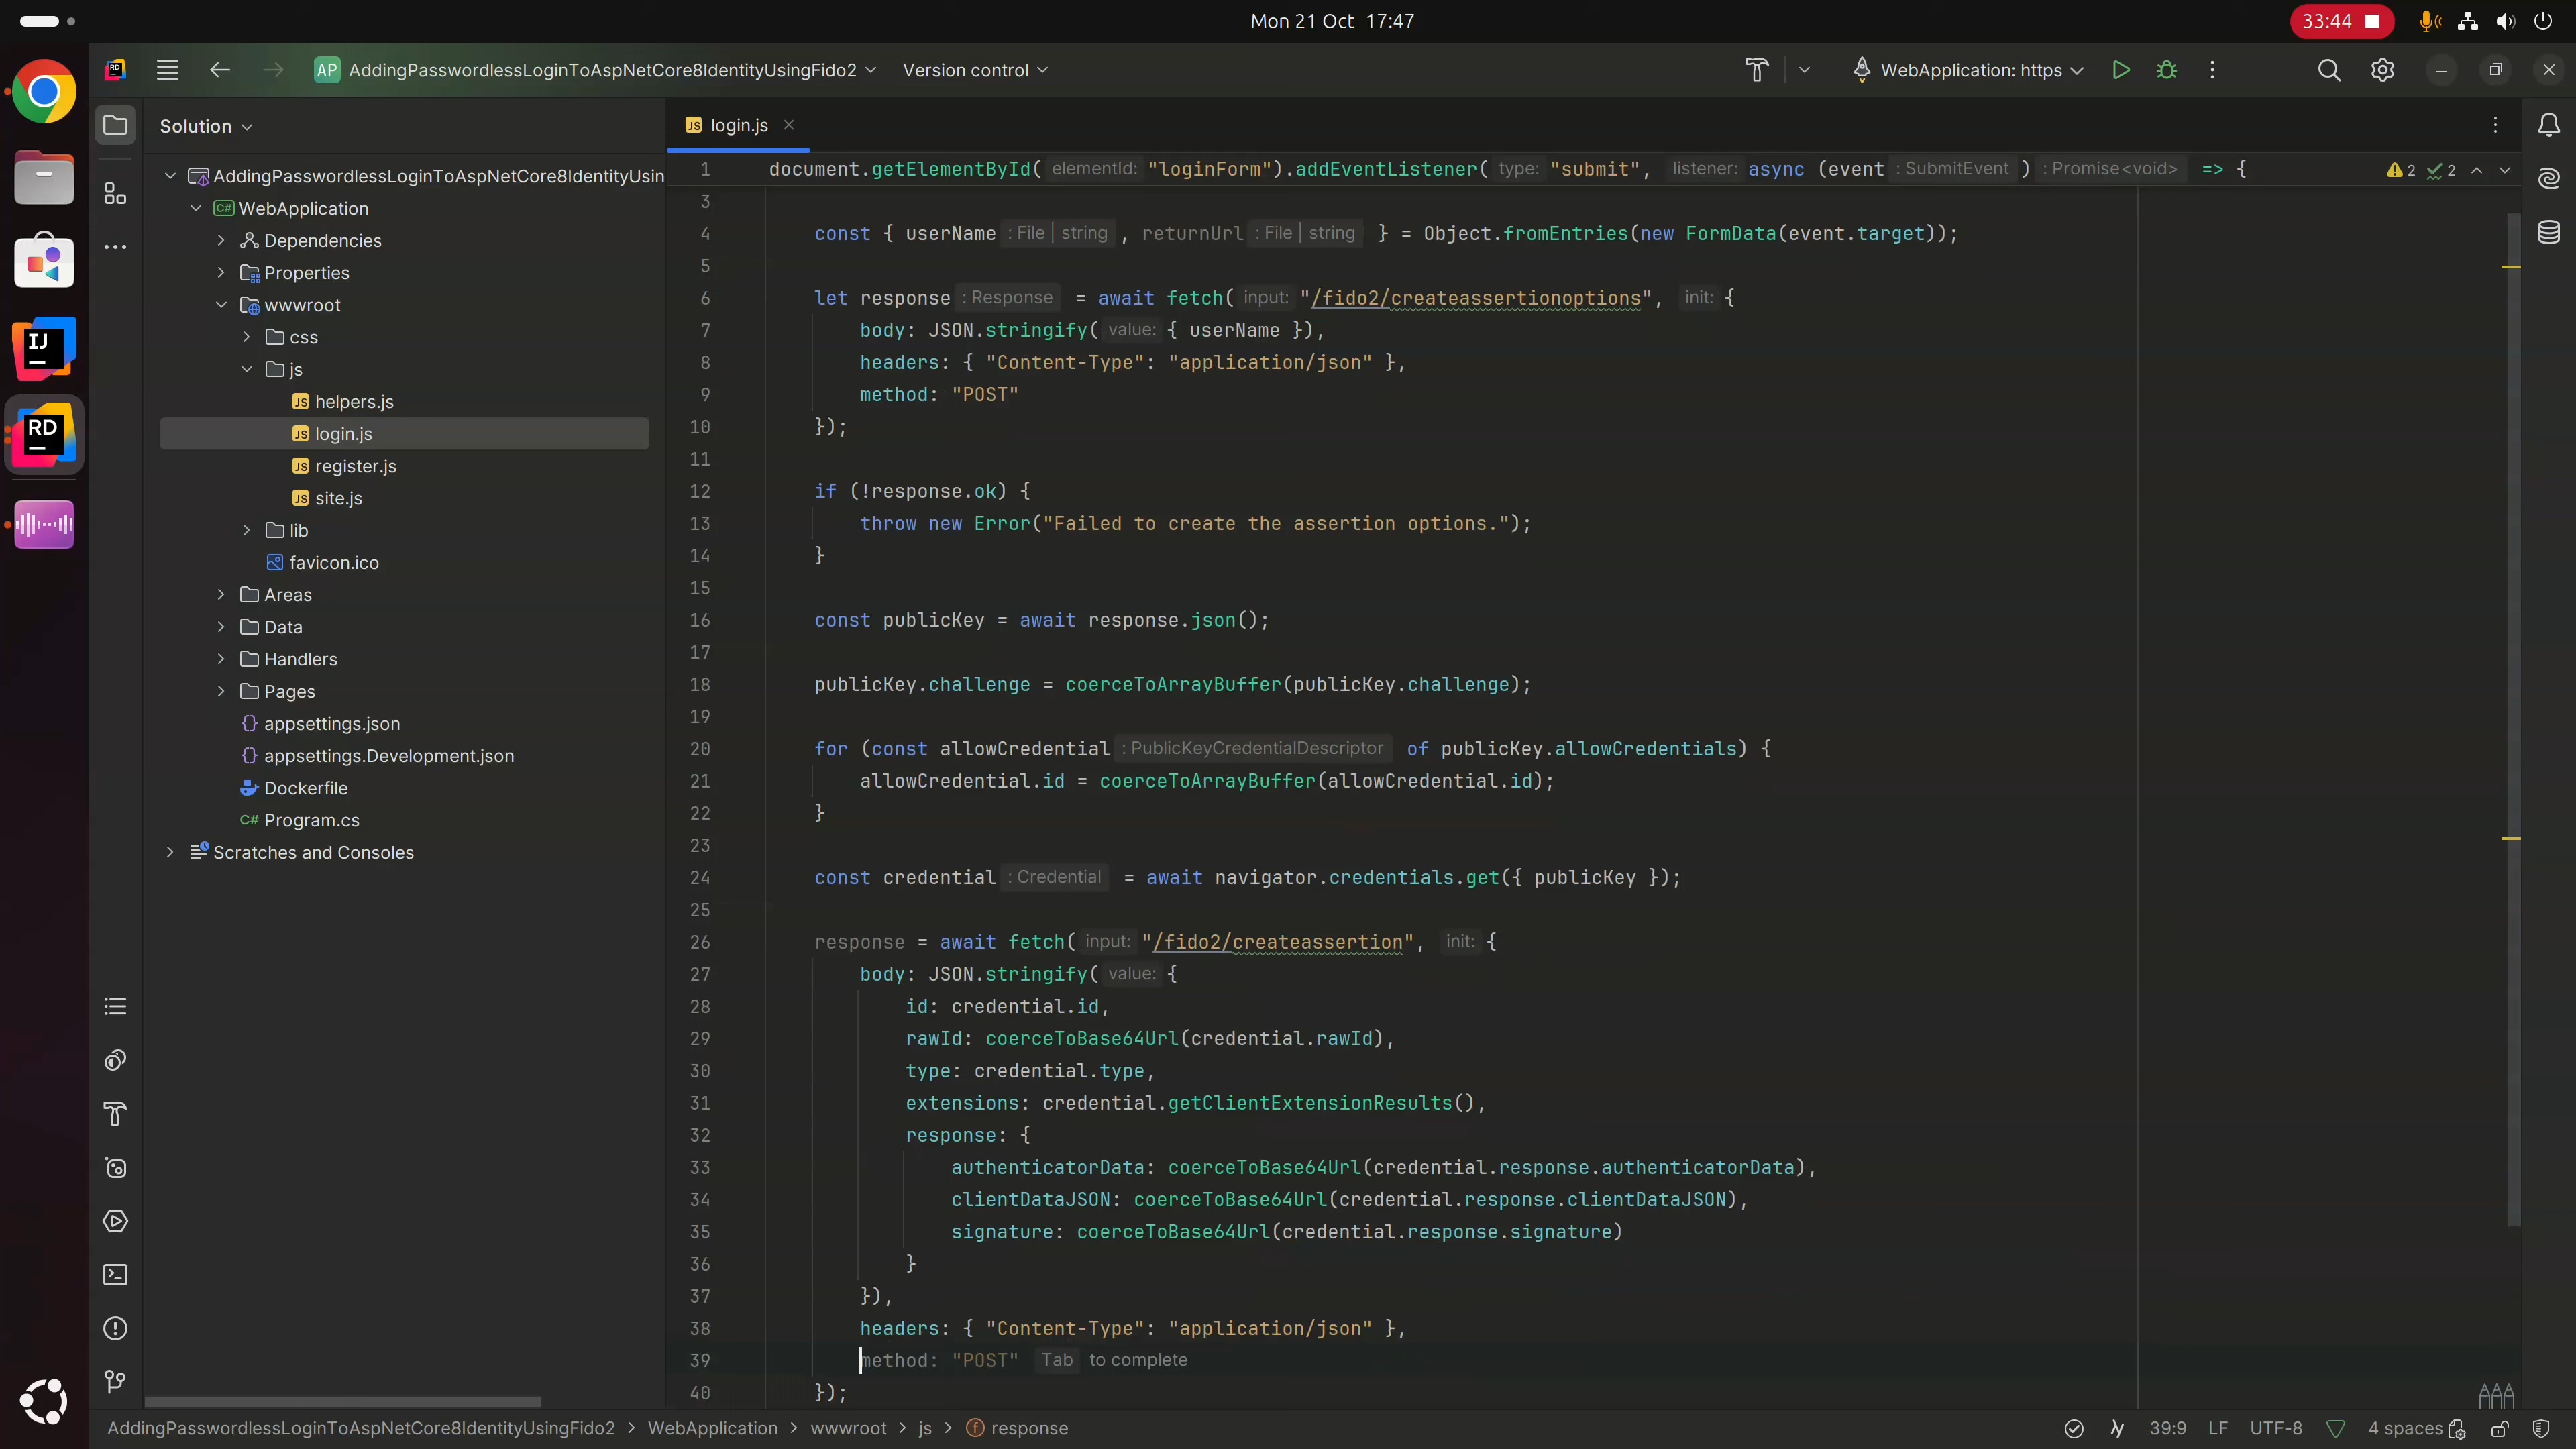 Mon 21 Oct 17:47
33:44
AP AddingPasswordlessLoginToAspNetCore8IdentityUsingFido2 Version control
WebApplication: https
Solution
AddingPasswordlessLoginToAspNetCore8IdentityUsin
WebApplication
Dependencies
Properties
wwwroot
css
js
JS helpers.js
JS login.js
JS register.js
JS site.js
lib
favicon.ico
Areas
Data
Handlers
Pages
{} appsettings.json
{} appsettings.Development.json
Dockerfile
C# Program.cs
Scratches and Consoles
JS login.js
1 document.getElementById( elementId: "loginForm").addEventListener( type: "submit", listener: async (event : SubmitEvent ) : Promise<void> => {
2 2
3
4 const { userName : File | string , returnUrl : File | string } = Object.fromEntries(new FormData(event.target));
5
6 let response : Response = await fetch( input: "/fido2/createassertionoptions", init: {
7 body: JSON.stringify( value: { userName }),
8 headers: { "Content-Type": "application/json" },
9 method: "POST"
10 });
11
12 if (!response.ok) {
13 throw new Error("Failed to create the assertion options.");
14 }
15
16 const publicKey = await response.json();
17
18 publicKey.challenge = coerceToArrayBuffer(publicKey.challenge);
19
20 for (const allowCredential : PublicKeyCredentialDescriptor of publicKey.allowCredentials) {
21 allowCredential.id = coerceToArrayBuffer(allowCredential.id);
22 }
23
24 const credential : Credential = await navigator.credentials.get({ publicKey });
25
26 response = await fetch( input: "/fido2/createassertion", init: {
27 body: JSON.stringify( value: {
28 id: credential.id,
29 rawId: coerceToBase64Url(credential.rawId),
30 type: credential.type,
31 extensions: credential.getClientExtensionResults(),
32 response: {
33 authenticatorData: coerceToBase64Url(credential.response.authenticatorData),
34 clientDataJSON: coerceToBase64Url(credential.response.clientDataJSON),
35 signature: coerceToBase64Url(credential.response.signature)
36 }
37 }),
38 headers: { "Content-Type": "application/json" },
39 method: "POST" Tab to complete
40 });
AddingPasswordlessLoginToAspNetCore8IdentityUsingFido2 > WebApplication > wwwroot > js > response
39:9 LF UTF-8 4 spaces
IJ
RD